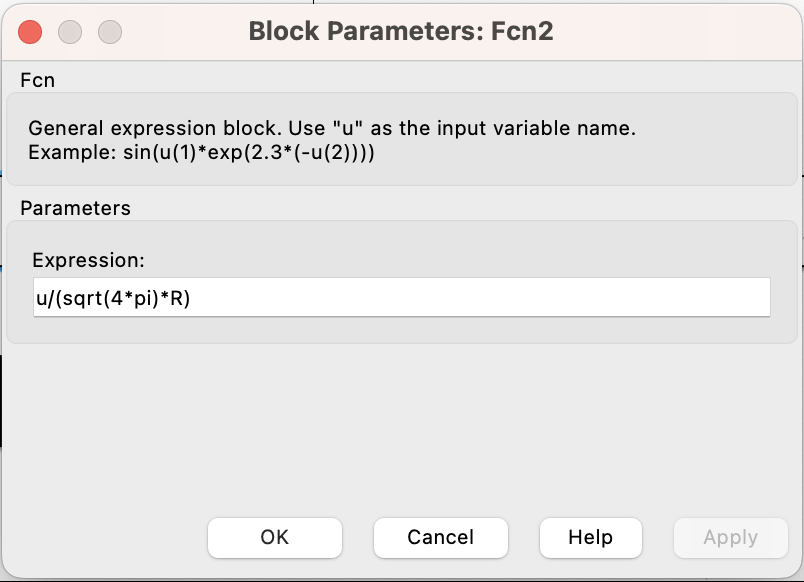 Block Parameters: Fcn2
Fcn
General expression block. Use "u" as the input variable name.
Example: sin(u(1)*exp(2.3*(-u(2))))
Parameters
Expression:
u/(sqrt(4*pi)*R)
OK
Cancel
Help
Apply